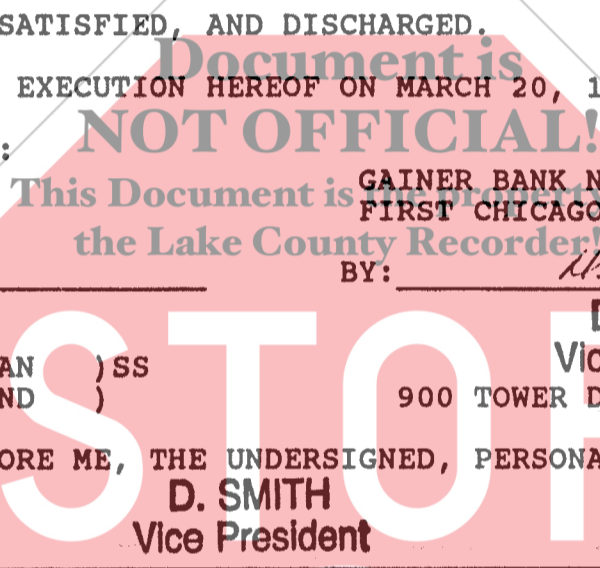 SATISFIED, AND DISCHARGED.
Document is
EXECUTION HEREOF ON MARCH 20, 1
NOT OFFICIAL!
:
This Document is the property
GAINER BANK N
FIRST CHICAGO
the Lake County Recorder!
BY:
STOP
AN )SS
Vic
ND ) 900 TOWER D
ORE ME, THE UNDERSIGNED, PERSONA
D. SMITH
Vice President